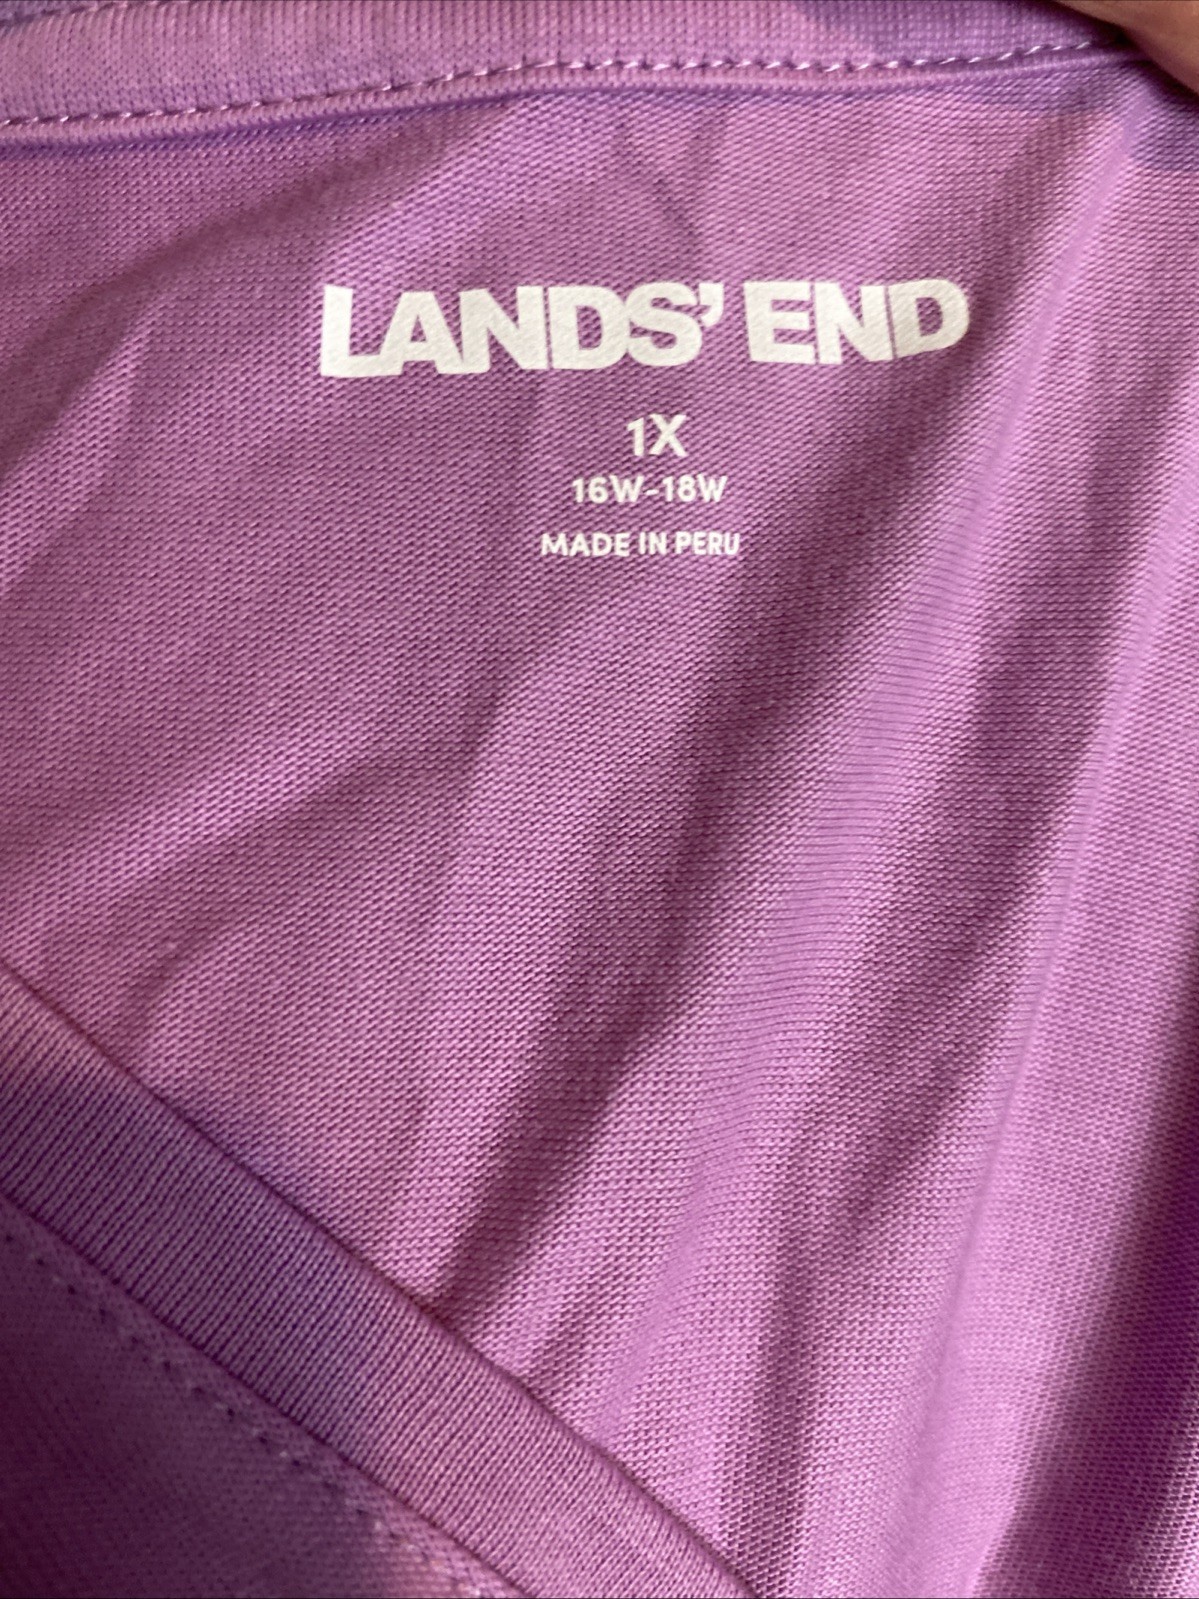 LANDS' END
1X
16W-18W
MADE IN PERU